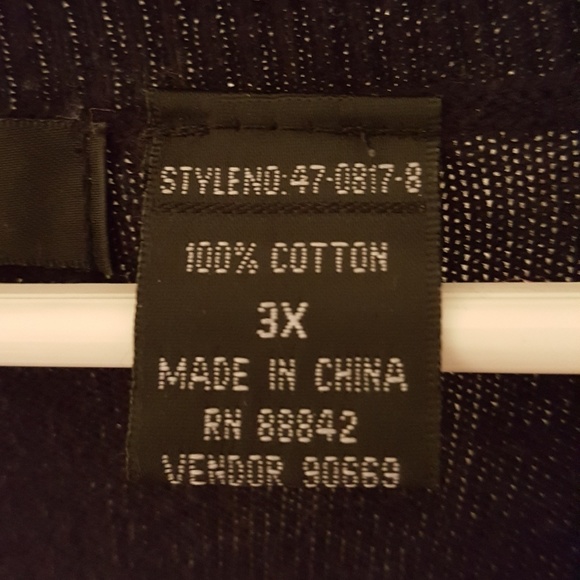 STYLENO:47-0817-8
100% COTTON
3X
MADE IN CHINA
RN 88842
VENDOR 90669